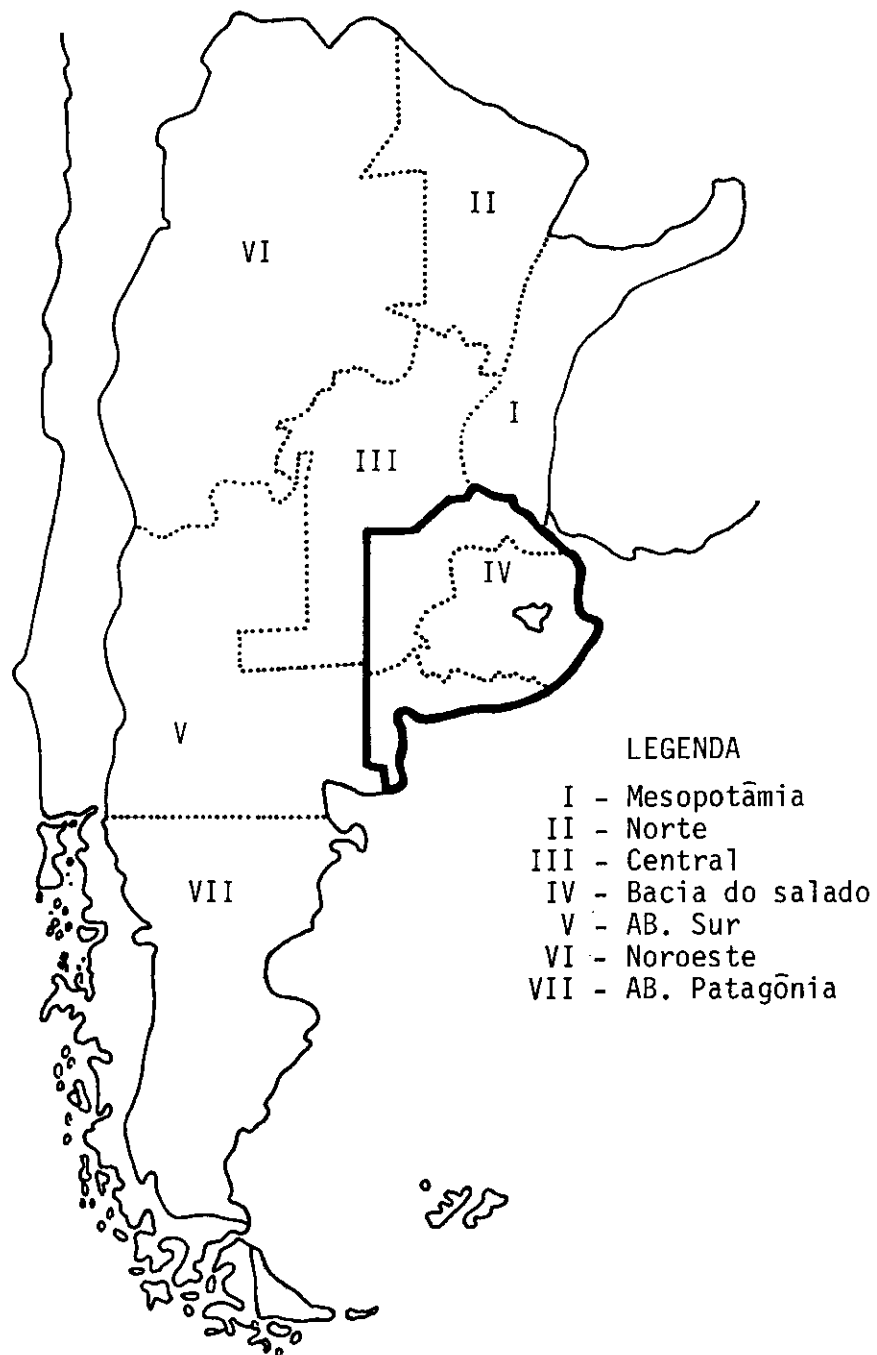 II
VI
I
III
IV
V
LEGENDA
I - Mesopotâmia
II - Norte
III - Central
IV - Bacia do salado
V - AB. Sur
VI - Noroeste
VII - AB. Patagônia
VII